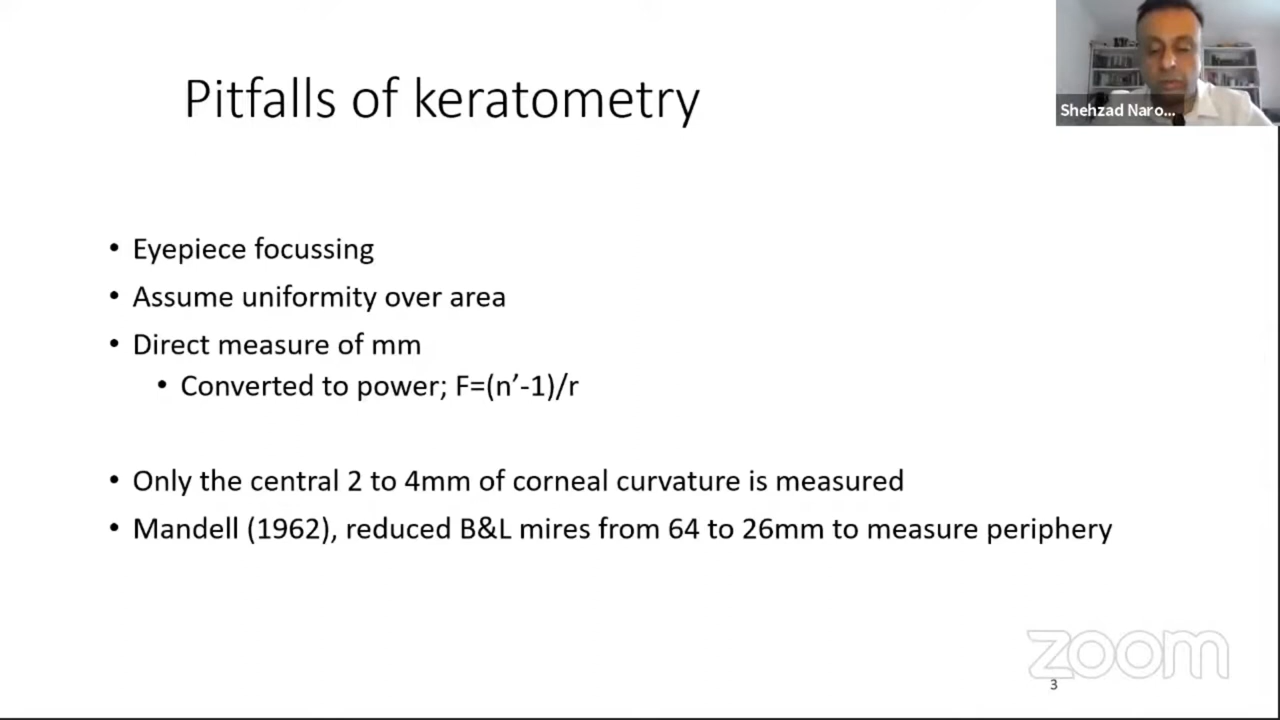 Pitfalls of keratometry
Shehzad Naro...
• Eyepiece focussing
• Assume uniformity over area
• Direct measure of mm
• Converted to power; F=(n’-1)/r
• Only the central 2 to 4mm of corneal curvature is measured
• Mandell (1962), reduced B&L mires from 64 to 26mm to measure periphery
zoom
3